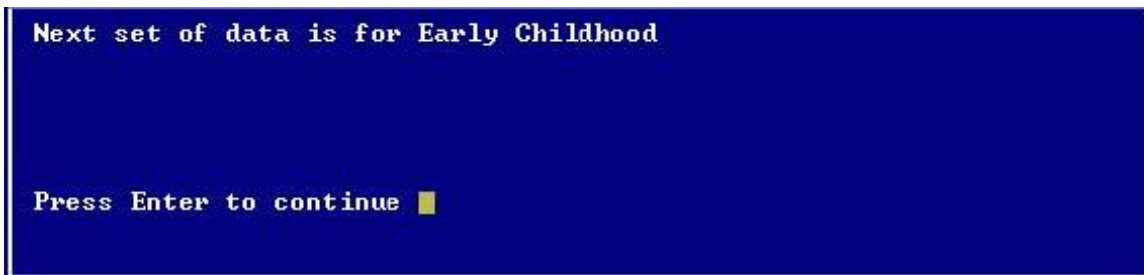 Next set of data is for Early Childhood
Press Enter to continue